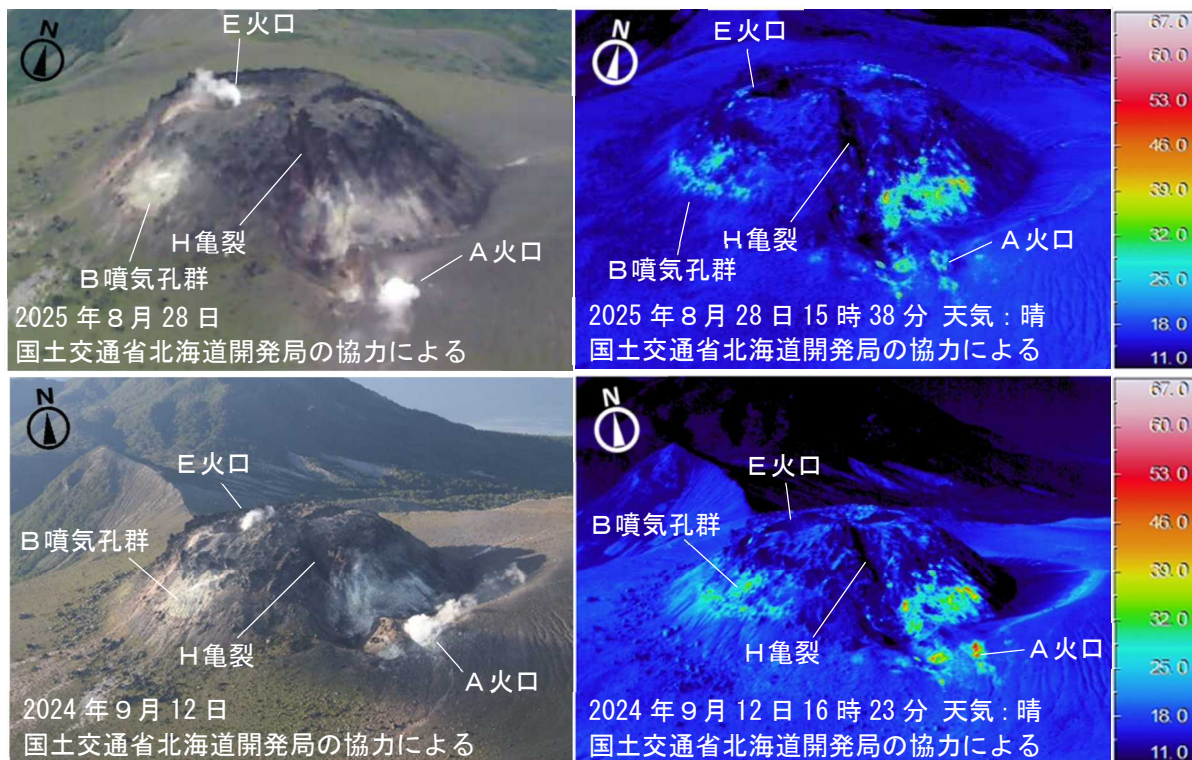 N
E火口
H亀裂
B噴気孔群
A火口
2025年8月28日
国土交通省北海道開発局の協力による
N
E火口
H亀裂
B噴気孔群
A火口
2025年8月28日15時38分 天気:晴
国土交通省北海道開発局の協力による
67.0
60.0
53.0
46.0
39.0
32.0
25.0
18.0
11.0
N
E火口
B噴気孔群
H亀裂
A火口
2024年9月12日
国土交通省北海道開発局の協力による
N
E火口
B噴気孔群
H亀裂
A火口
2024年9月12日16時23分 天気:晴
国土交通省北海道開発局の協力による
67.0
60.0
53.0
46.0
39.0
32.0
25.0
18.0
11.0